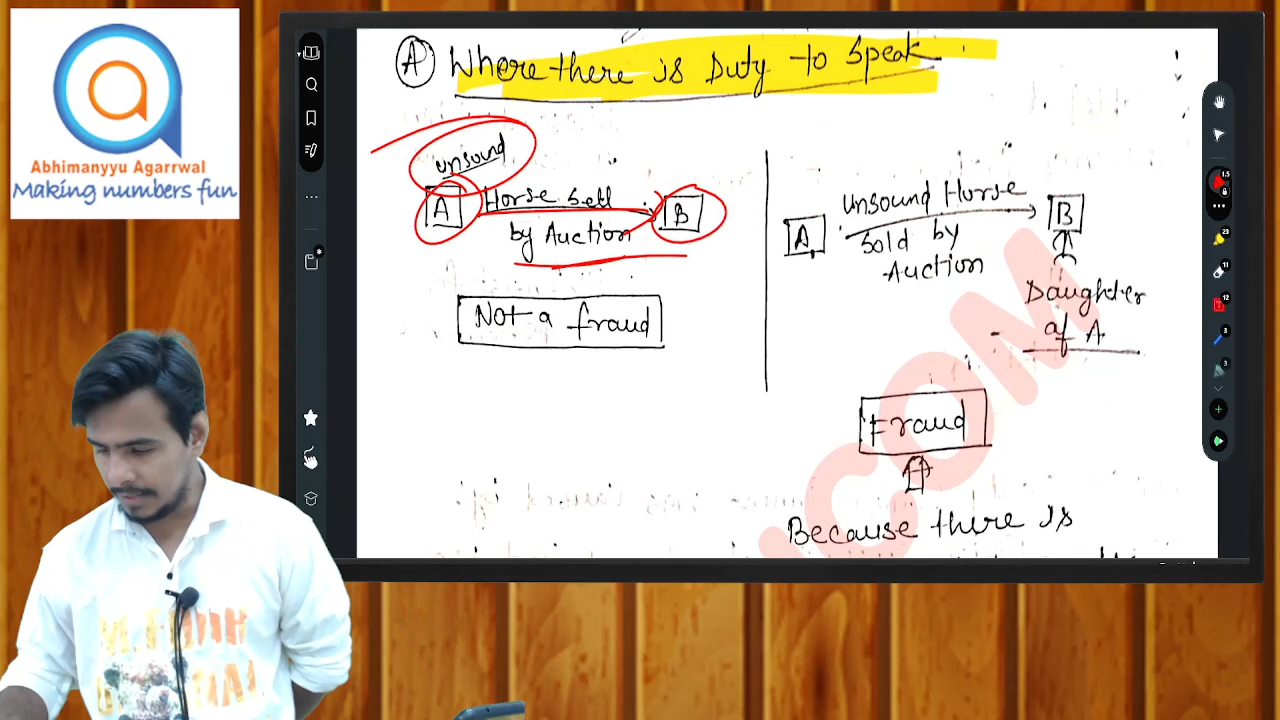 Abhimanyyu Agarrwal
Making numbers fun
A Where there is Duty to Speak
unsound
A Horse sell B
by Auction
Not a fraud
A unsound Horse B
sold by
Auction
Daughter
of A
Fraud
Because there is
COM